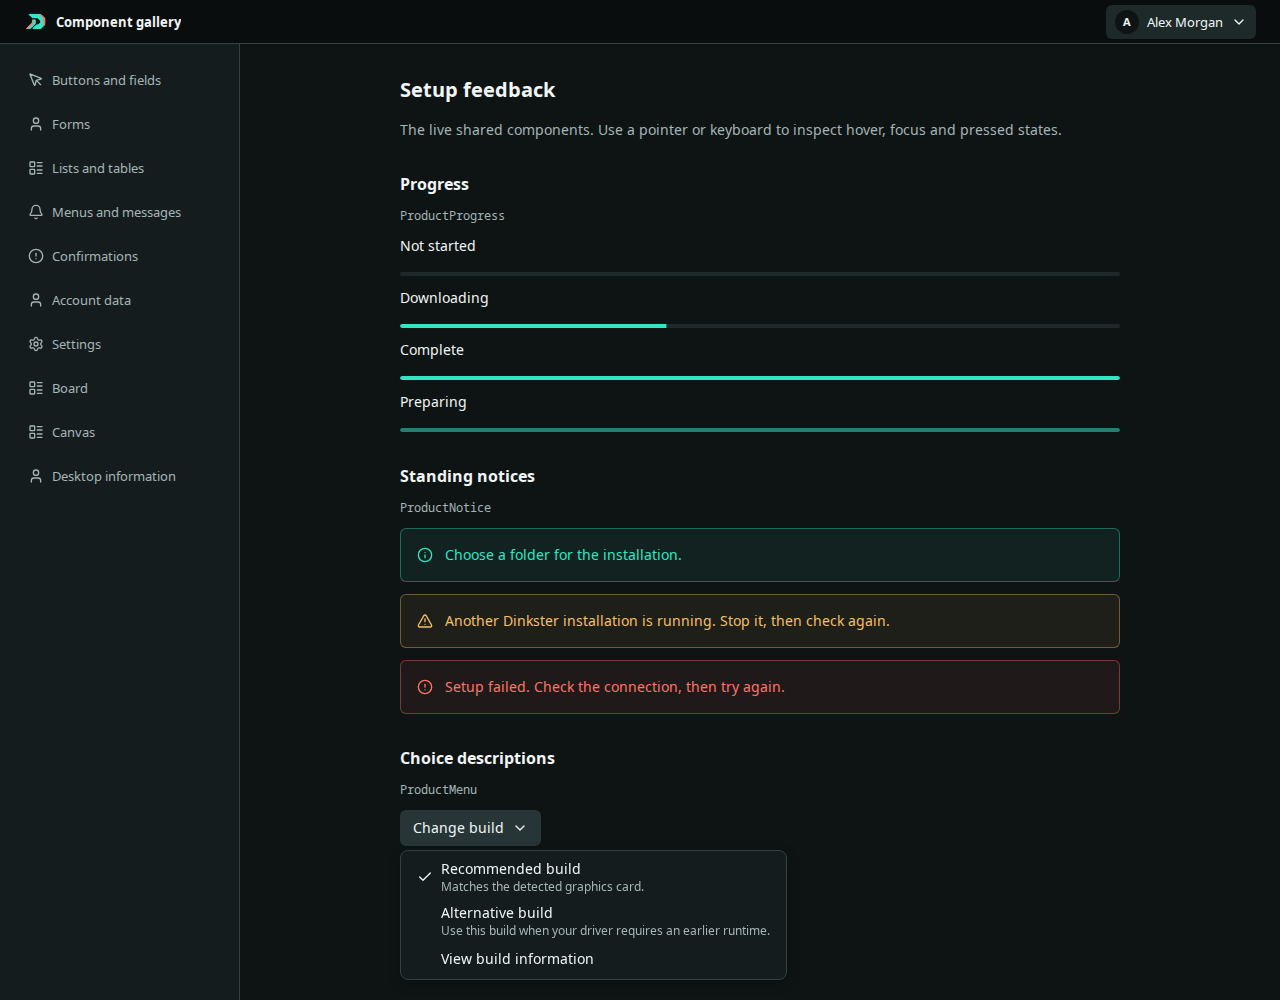 Component gallery
A Alex Morgan
Buttons and fields
Forms
Lists and tables
Menus and messages
Confirmations
Account data
Settings
Board
Canvas
Desktop information
Setup feedback
The live shared components. Use a pointer or keyboard to inspect hover, focus and pressed states.
Progress
ProductProgress
Not started
Downloading
Complete
Preparing
Standing notices
ProductNotice
Choose a folder for the installation.
Another Dinkster installation is running. Stop it, then check again.
Setup failed. Check the connection, then try again.
Choice descriptions
ProductMenu
Change build
Recommended build
Matches the detected graphics card.
Alternative build
Use this build when your driver requires an earlier runtime.
View build information